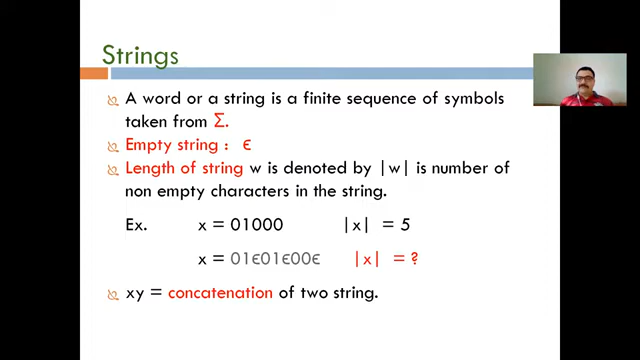 Strings
A word or a string is a finite sequence of symbols
taken from Σ.
Empty string : ϵ
Length of string w is denoted by |w| is number of
non empty characters in the string.
Ex. x = 01000 |x| = 5
x = 01ϵ01ϵ00ϵ |x| = ?
xy = concatenation of two string.